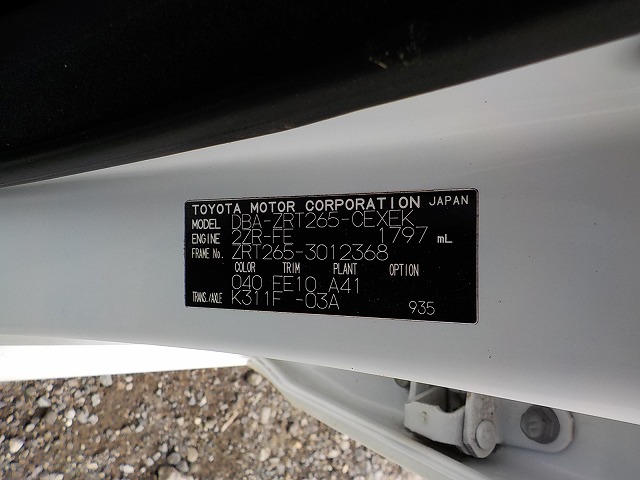 TOYOTA MOTOR CORPORATION JAPAN
MODEL DBA-ZRT265-CEXEK
ENGINE 2ZR-FE 1797 mL
FRAME No. ZRT265-3012368
COLOR TRIM PLANT OPTION
040 FE10 A41
TRANS./AXLE K311F -03A 935